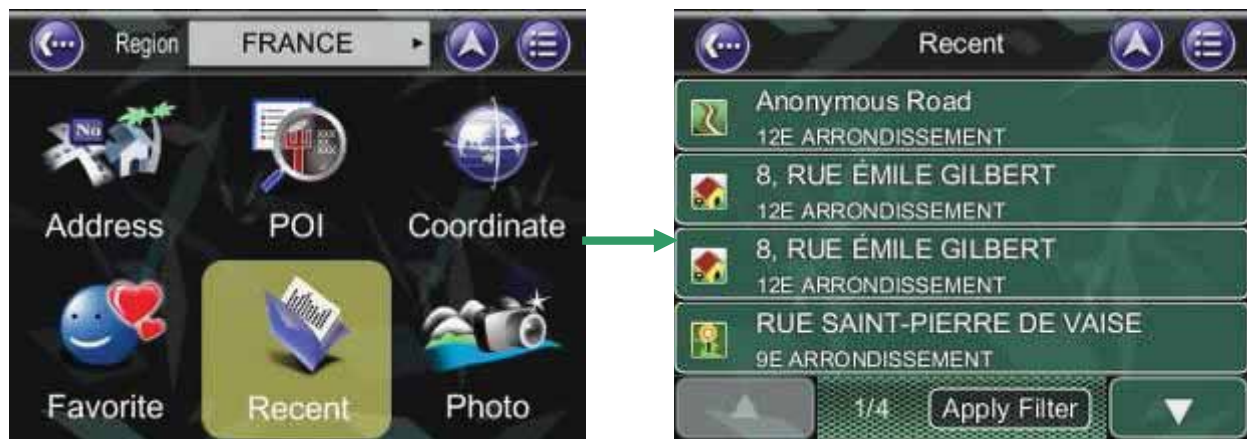 Region FRANCE
No
Address POI Coordinate
Favorite Recent Photo
Recent
Anonymous Road
12E ARRONDISSEMENT
8, RUE ÉMILE GILBERT
12E ARRONDISSEMENT
8, RUE ÉMILE GILBERT
12E ARRONDISSEMENT
RUE SAINT-PIERRE DE VAISE
9E ARRONDISSEMENT
1/4 Apply Filter